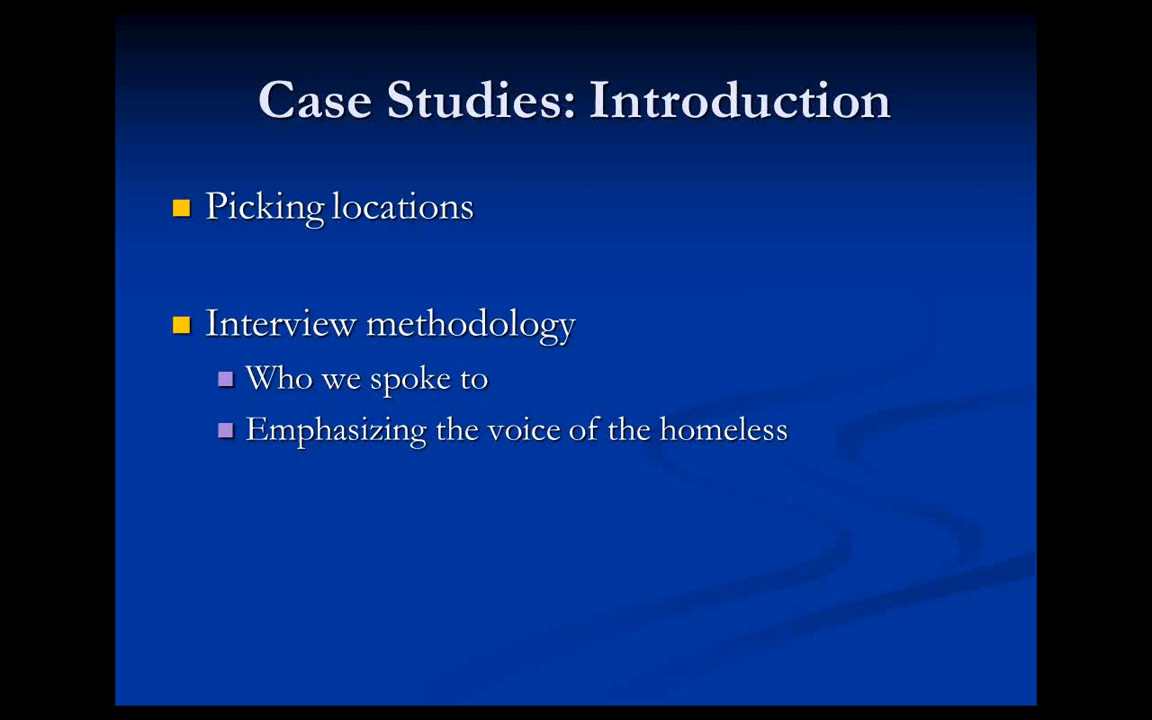 Case Studies: Introduction
Picking locations
Interview methodology
Who we spoke to
Emphasizing the voice of the homeless